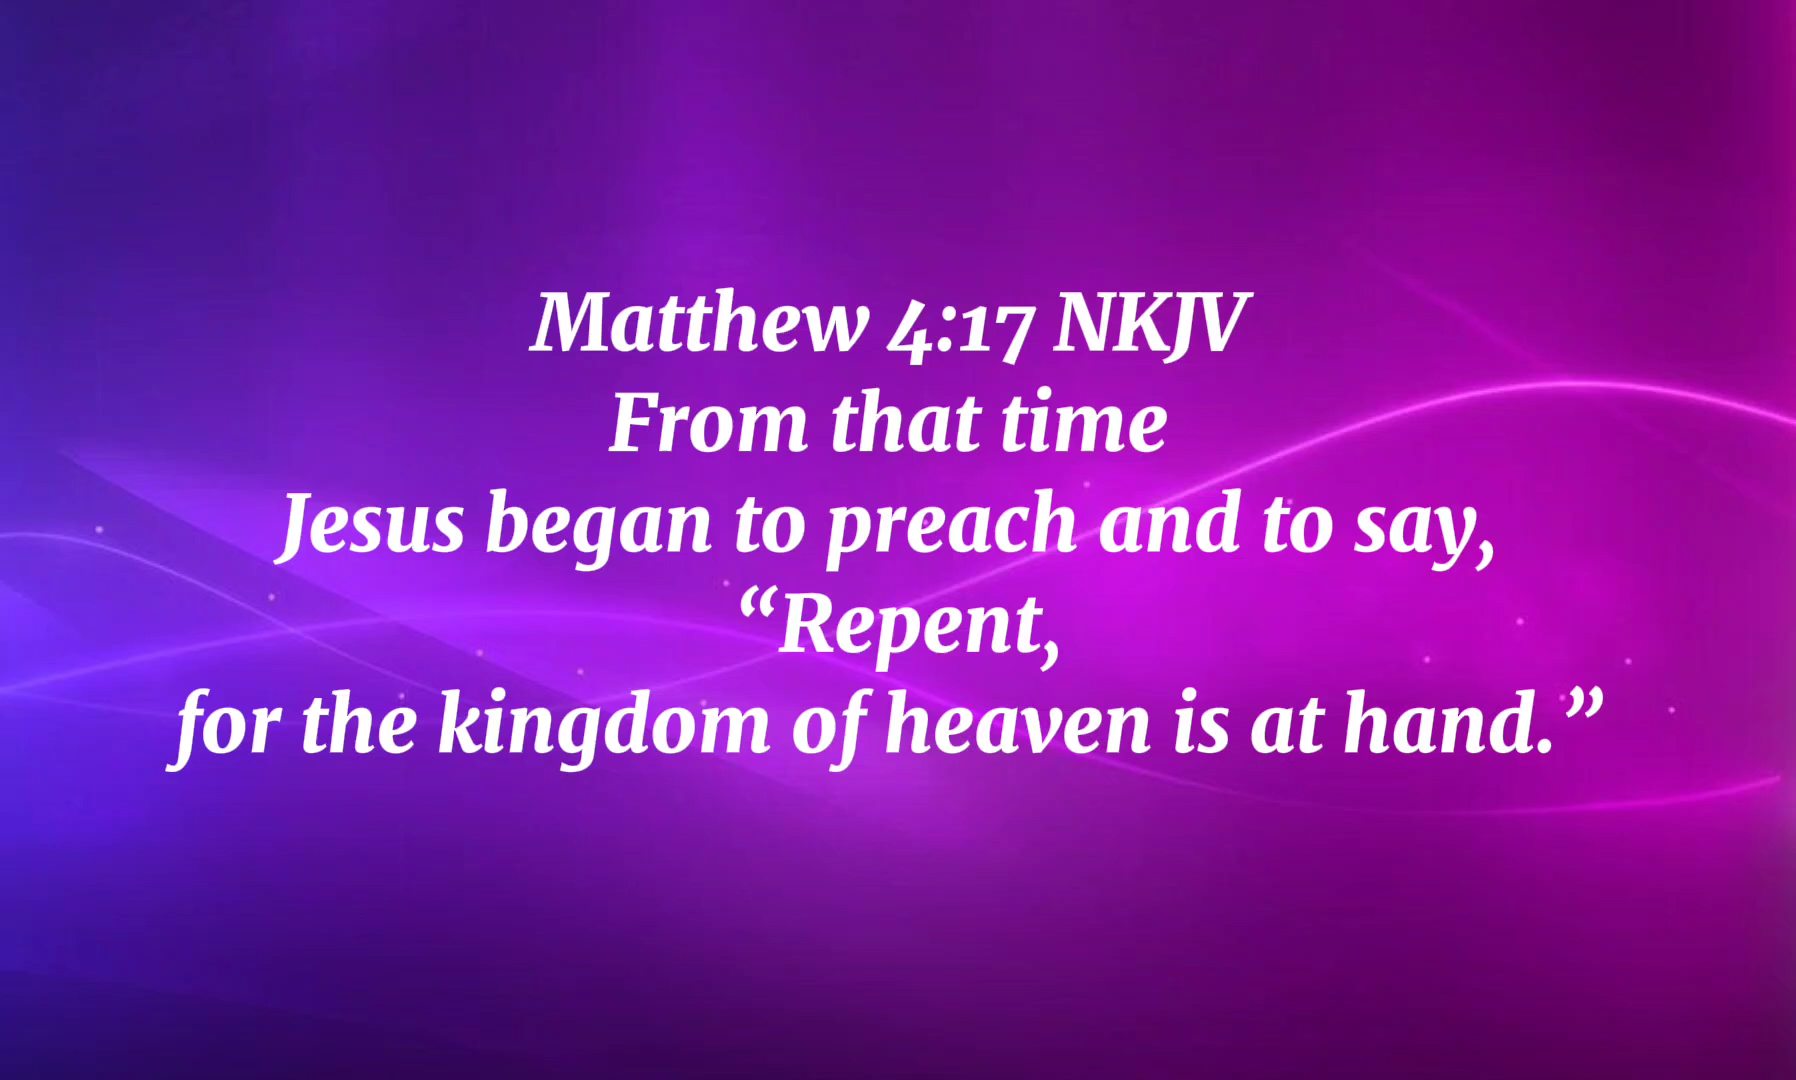 Matthew 4:17 NKJV
From that time
Jesus began to preach and to say,
“Repent,
for the kingdom of heaven is at hand.”